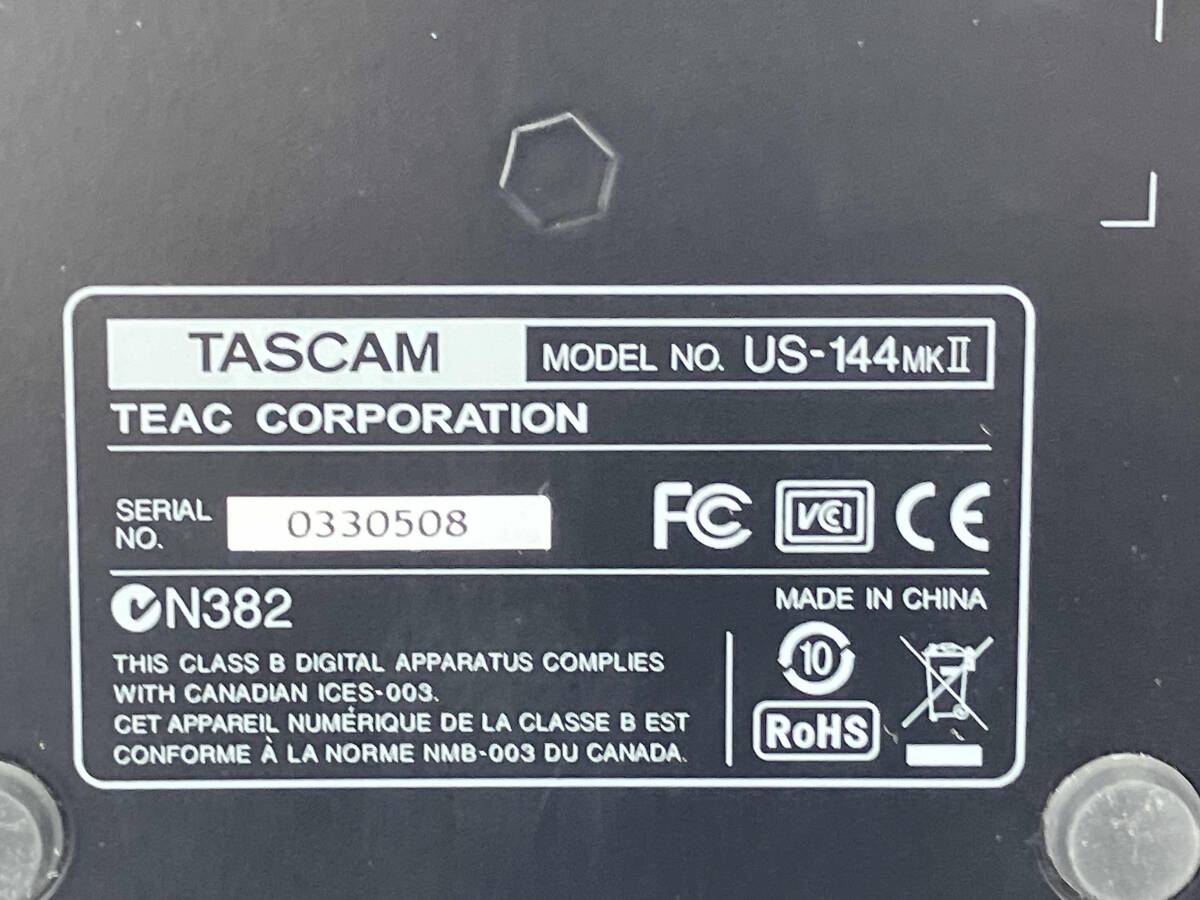 TASCAM MODEL NO. US-144MKII
TEAC CORPORATION
SERIAL NO. 0330508
FC VCCI CE
N382
MADE IN CHINA
THIS CLASS B DIGITAL APPARATUS COMPLIES
WITH CANADIAN ICES-003.
CET APPAREIL NUMÉRIQUE DE LA CLASSE B EST
CONFORME À LA NORME NMB-003 DU CANADA.
10
RoHS